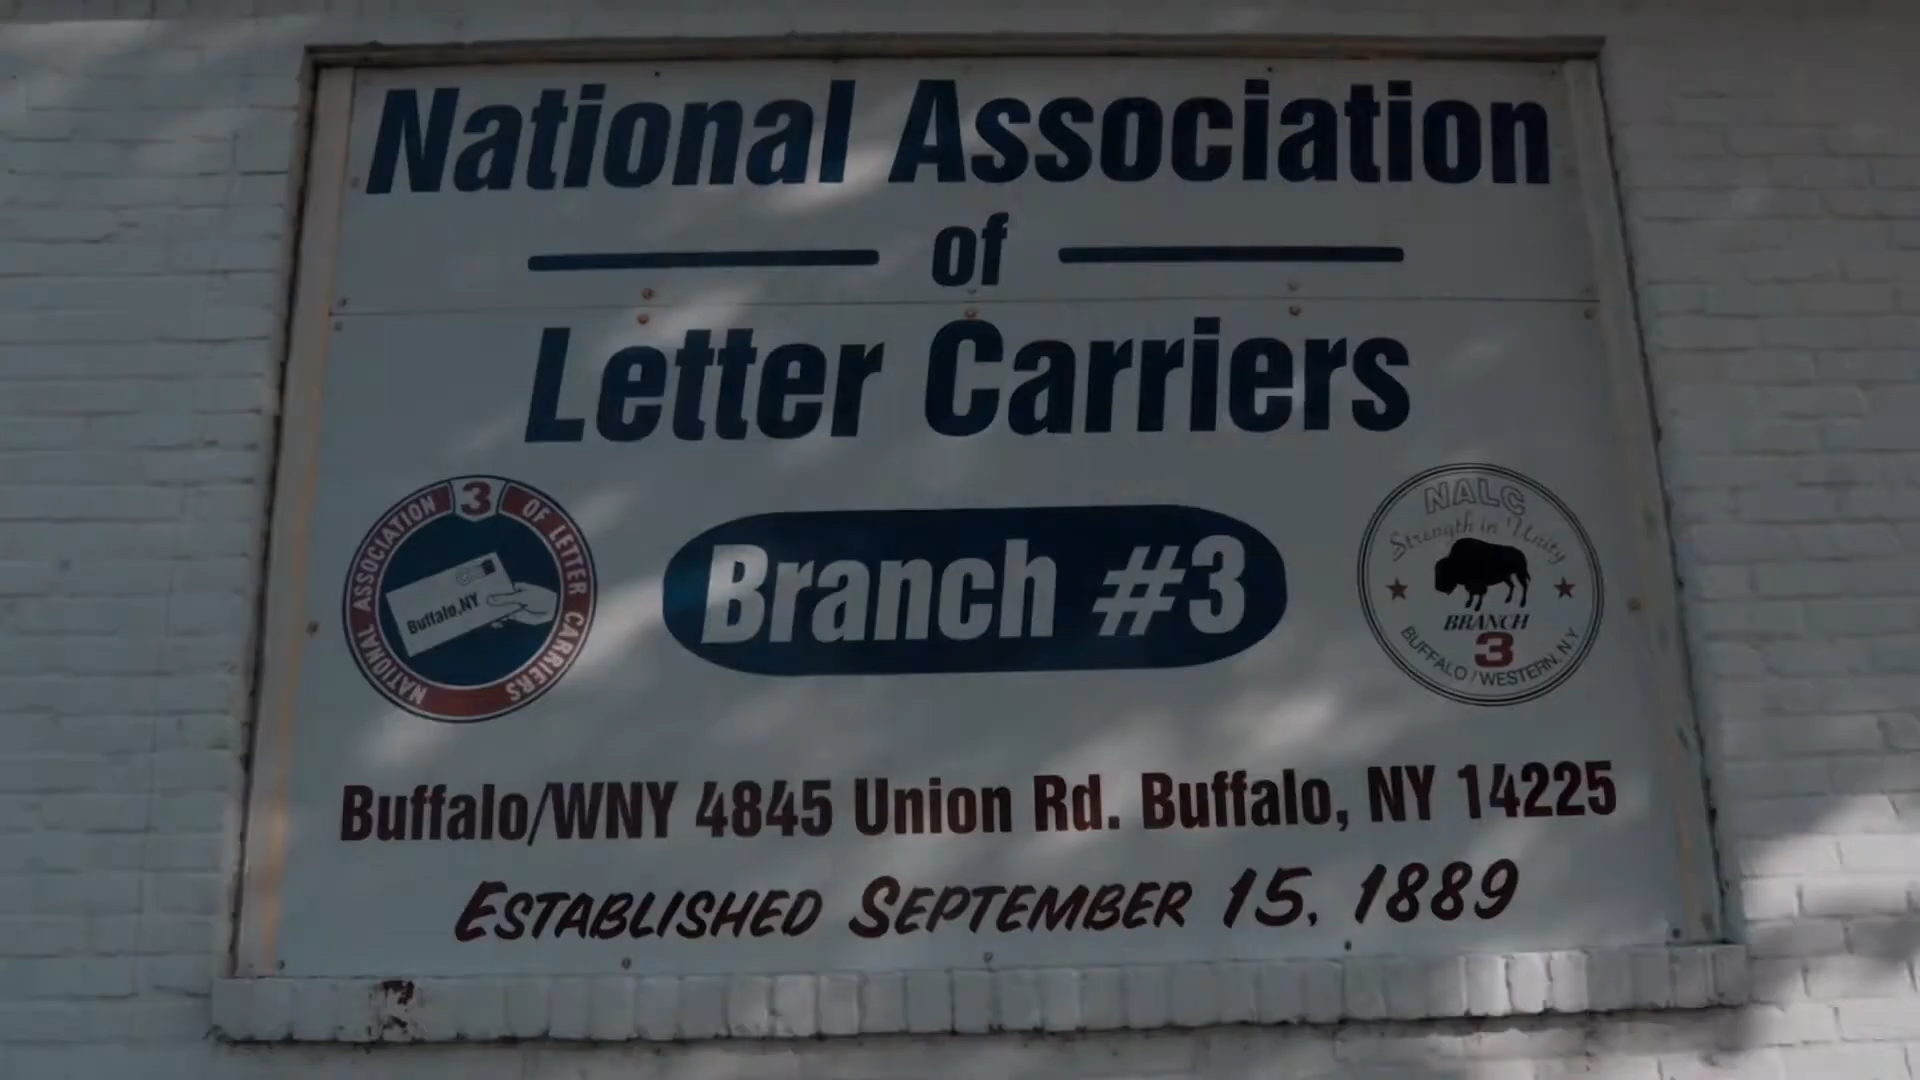 National Association
of
Letter Carriers
NATIONAL ASSOCIATION 3 OF LETTER CARRIERS
Buffalo, NY
Branch #3
NALC
Strength in Unity
BRANCH
3
BUFFALO / WESTERN, N.Y.
Buffalo/WNY 4845 Union Rd. Buffalo, NY 14225
ESTABLISHED SEPTEMBER 15, 1889